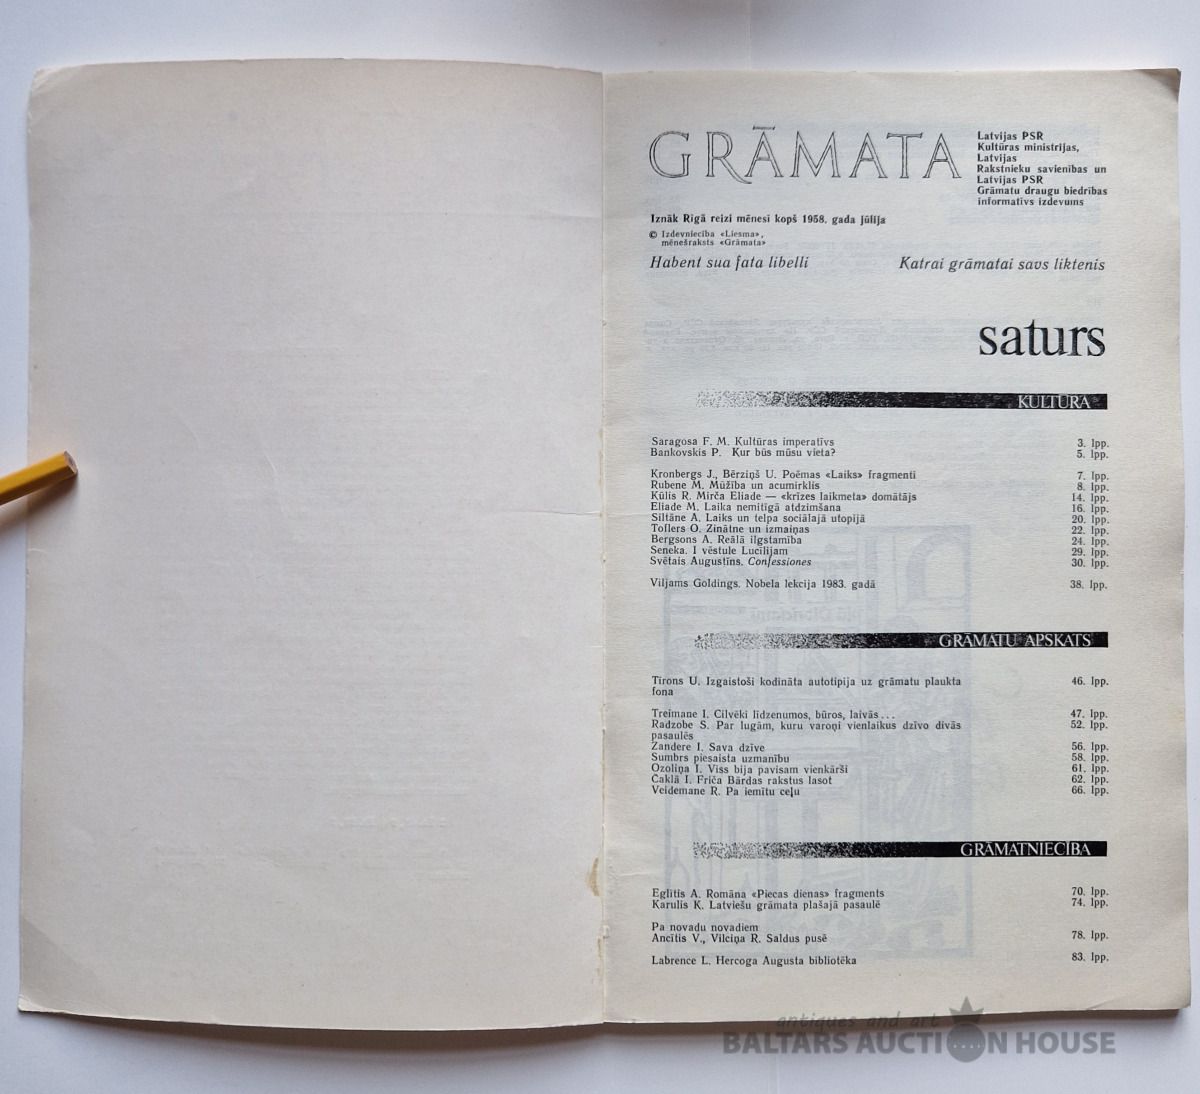 GRĀMATA
Latvijas PSR
Kultūras ministrijas,
Latvijas
Rakstnieku savienības un
Latvijas PSR
Grāmatu draugu biedrības
informatīvs izdevums
Iznāk Rīgā reizi mēnesī kopš 1958. gada jūlija
© Izdevniecība «Liesma»,
mēnešraksts «Grāmata»
Habent sua fata libelli
Katrai grāmatai savs liktenis
saturs
KULTŪRA
Saragosa F. M. Kultūras imperatīvs 3. lpp.
Bankovskis P. Kur būs mūsu vieta? 5. lpp.
Kronbergs J., Bērziņš U. Poēmas «Laiks» fragmenti 7. lpp.
Rubene M. Mūžība un acumirklis 8. lpp.
Kūlis R. Mirča Eliade — «krīzes laikmeta» domātājs 14. lpp.
Eliade M. Laika nemitīgā atdzimšana 16. lpp.
Siltāne A. Laiks un telpa sociālajā utopijā 20. lpp.
Toflers O. Zinātne un izmaiņas 22. lpp.
Bergsons A. Reālā ilgstamība 24. lpp.
Seneka. I vēstule Lucilijam 29. lpp.
Svētais Augustīns. Confessiones 30. lpp.
Viljams Goldings. Nobela lekcija 1983. gadā 38. lpp.
GRĀMATU APSKATS
Tirons U. Izgaistoši kodināta autotipija uz grāmatu plaukta 46. lpp.
fona
Treimane I. Cilvēki līdzenumos, būros, laivās... 47. lpp.
Radzobe S. Par lugām, kuru varoņi vienlaikus dzīvo divās 52. lpp.
pasaulēs
Zandere I. Sava dzīve 56. lpp.
Sumbrs piesaista uzmanību 58. lpp.
Ozoliņa I. Viss bija pavisam vienkārši 61. lpp.
Čaklā I. Friča Bārdas rakstus lasot 62. lpp.
Veidemane R. Pa iemītu ceļu 66. lpp.
GRĀMATNIECĪBA
Eglītis A. Romāna «Piecas dienas» fragments 70. lpp.
Karulis K. Latviešu grāmata plašajā pasaulē 74. lpp.
Pa novadu novadiem
Ancītis V., Vilciņa R. Saldus pusē 78. lpp.
Labrence L. Hercoga Augusta bibliotēka 83. lpp.
antiques and art
BALTARS AUCTION HOUSE